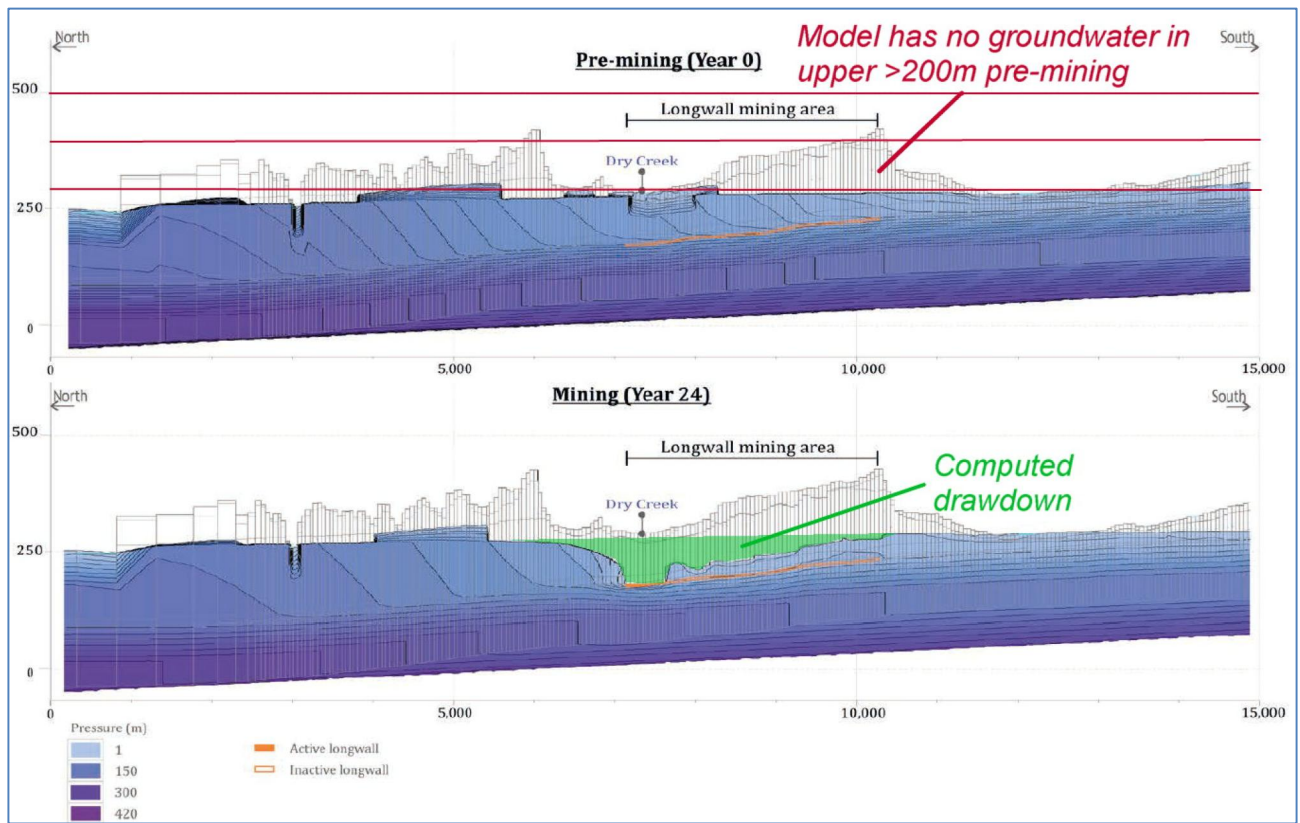 North
South
Pre-mining (Year 0)
Model has no groundwater in
upper >200m pre-mining
500
Longwall mining area
Dry Creek
250
0
0
5,000
10,000
15,000
North
South
Mining (Year 24)
500
Longwall mining area
Computed
drawdown
Dry Creek
250
0
0
5,000
10,000
15,000
Pressure (m)
1
150
300
420
Active longwall
Inactive longwall